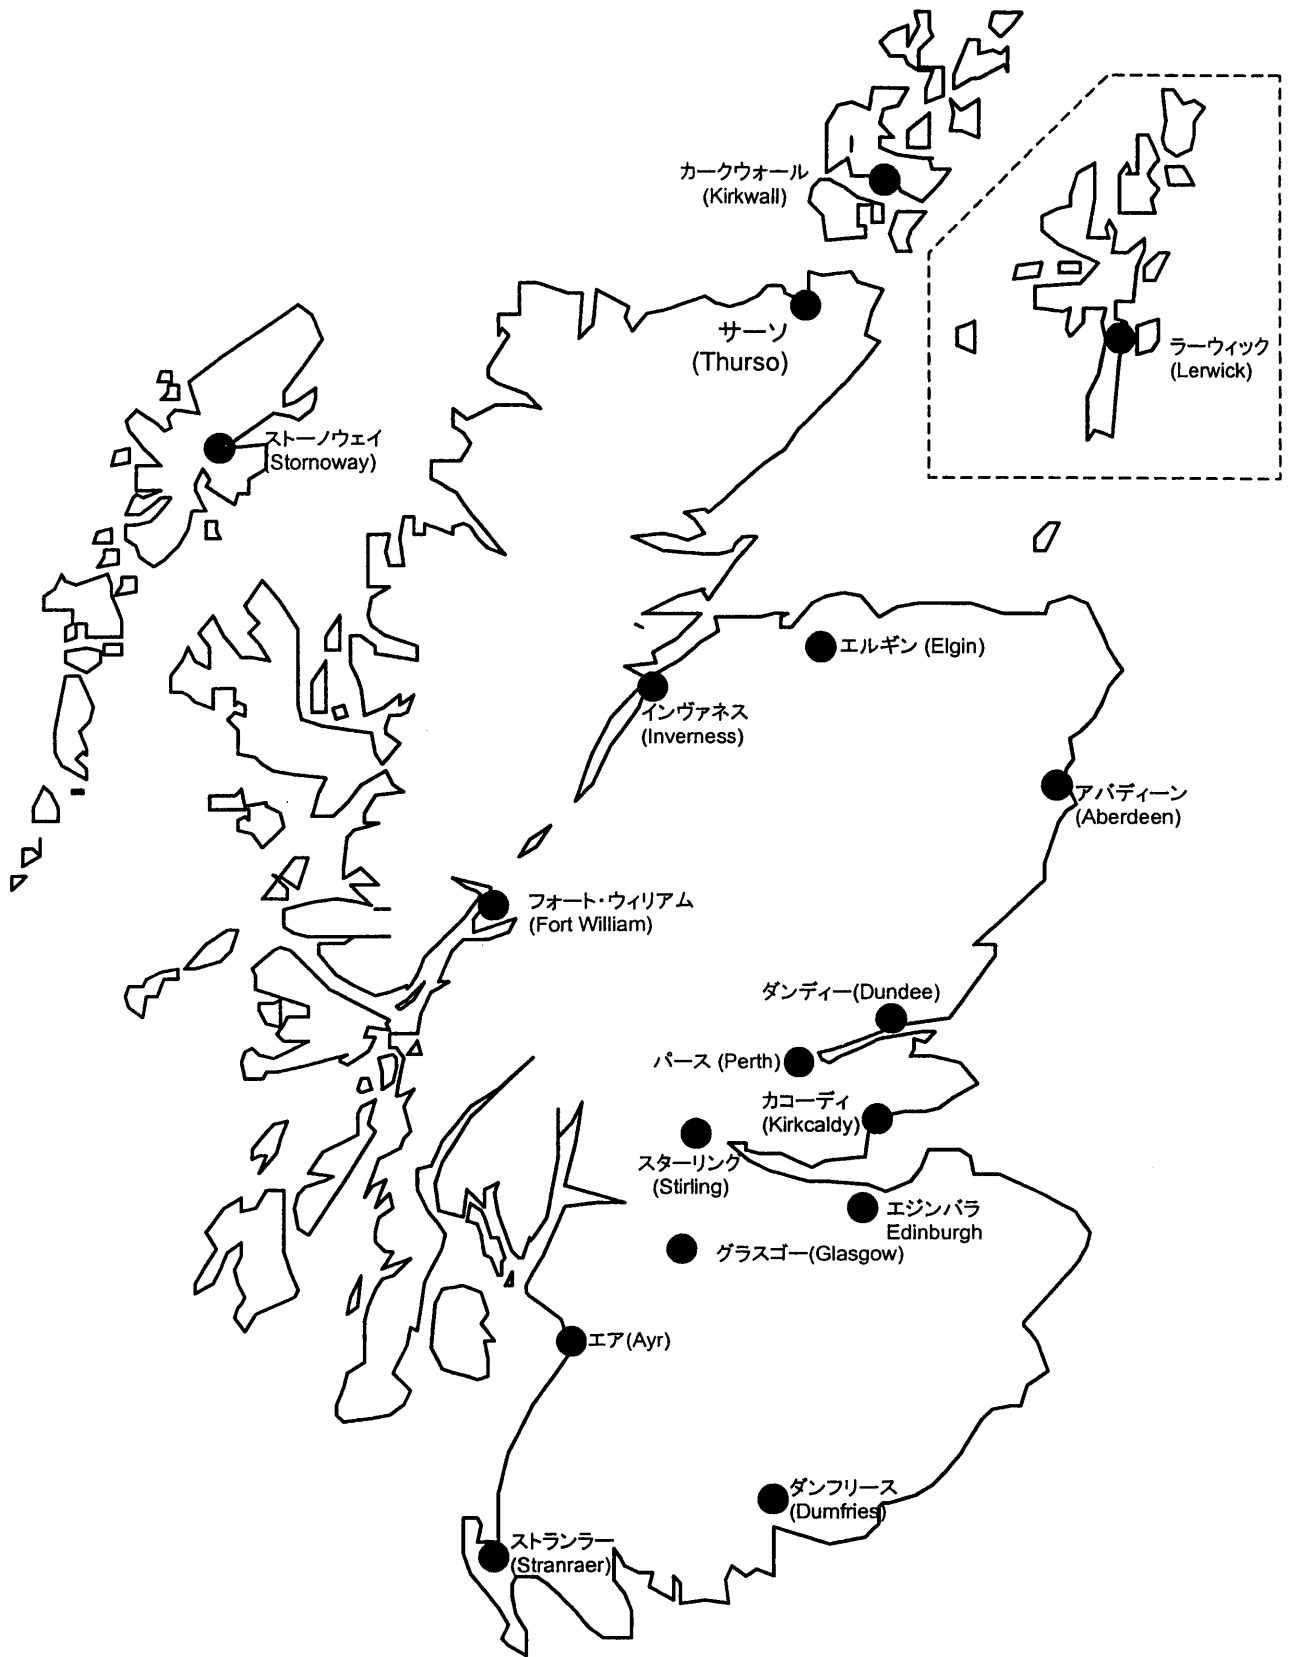 カークウォール
(Kirkwall)
サーソ
(Thurso)
ラーウィック
(Lerwick)
ストーノウェイ
(Stornoway)
エルギン (Elgin)
インヴァネス
(Inverness)
アバディーン
(Aberdeen)
フォート・ウィリアム
(Fort William)
ダンディー(Dundee)
パース (Perth)
カコーディ
(Kirkcaldy)
スターリンク
(Stirling)
エジンバラ
Edinburgh
グラスゴー(Glasgow)
エア(Ayr)
ダンフリース
(Dumfries)
ストランラー
(Stranraer)